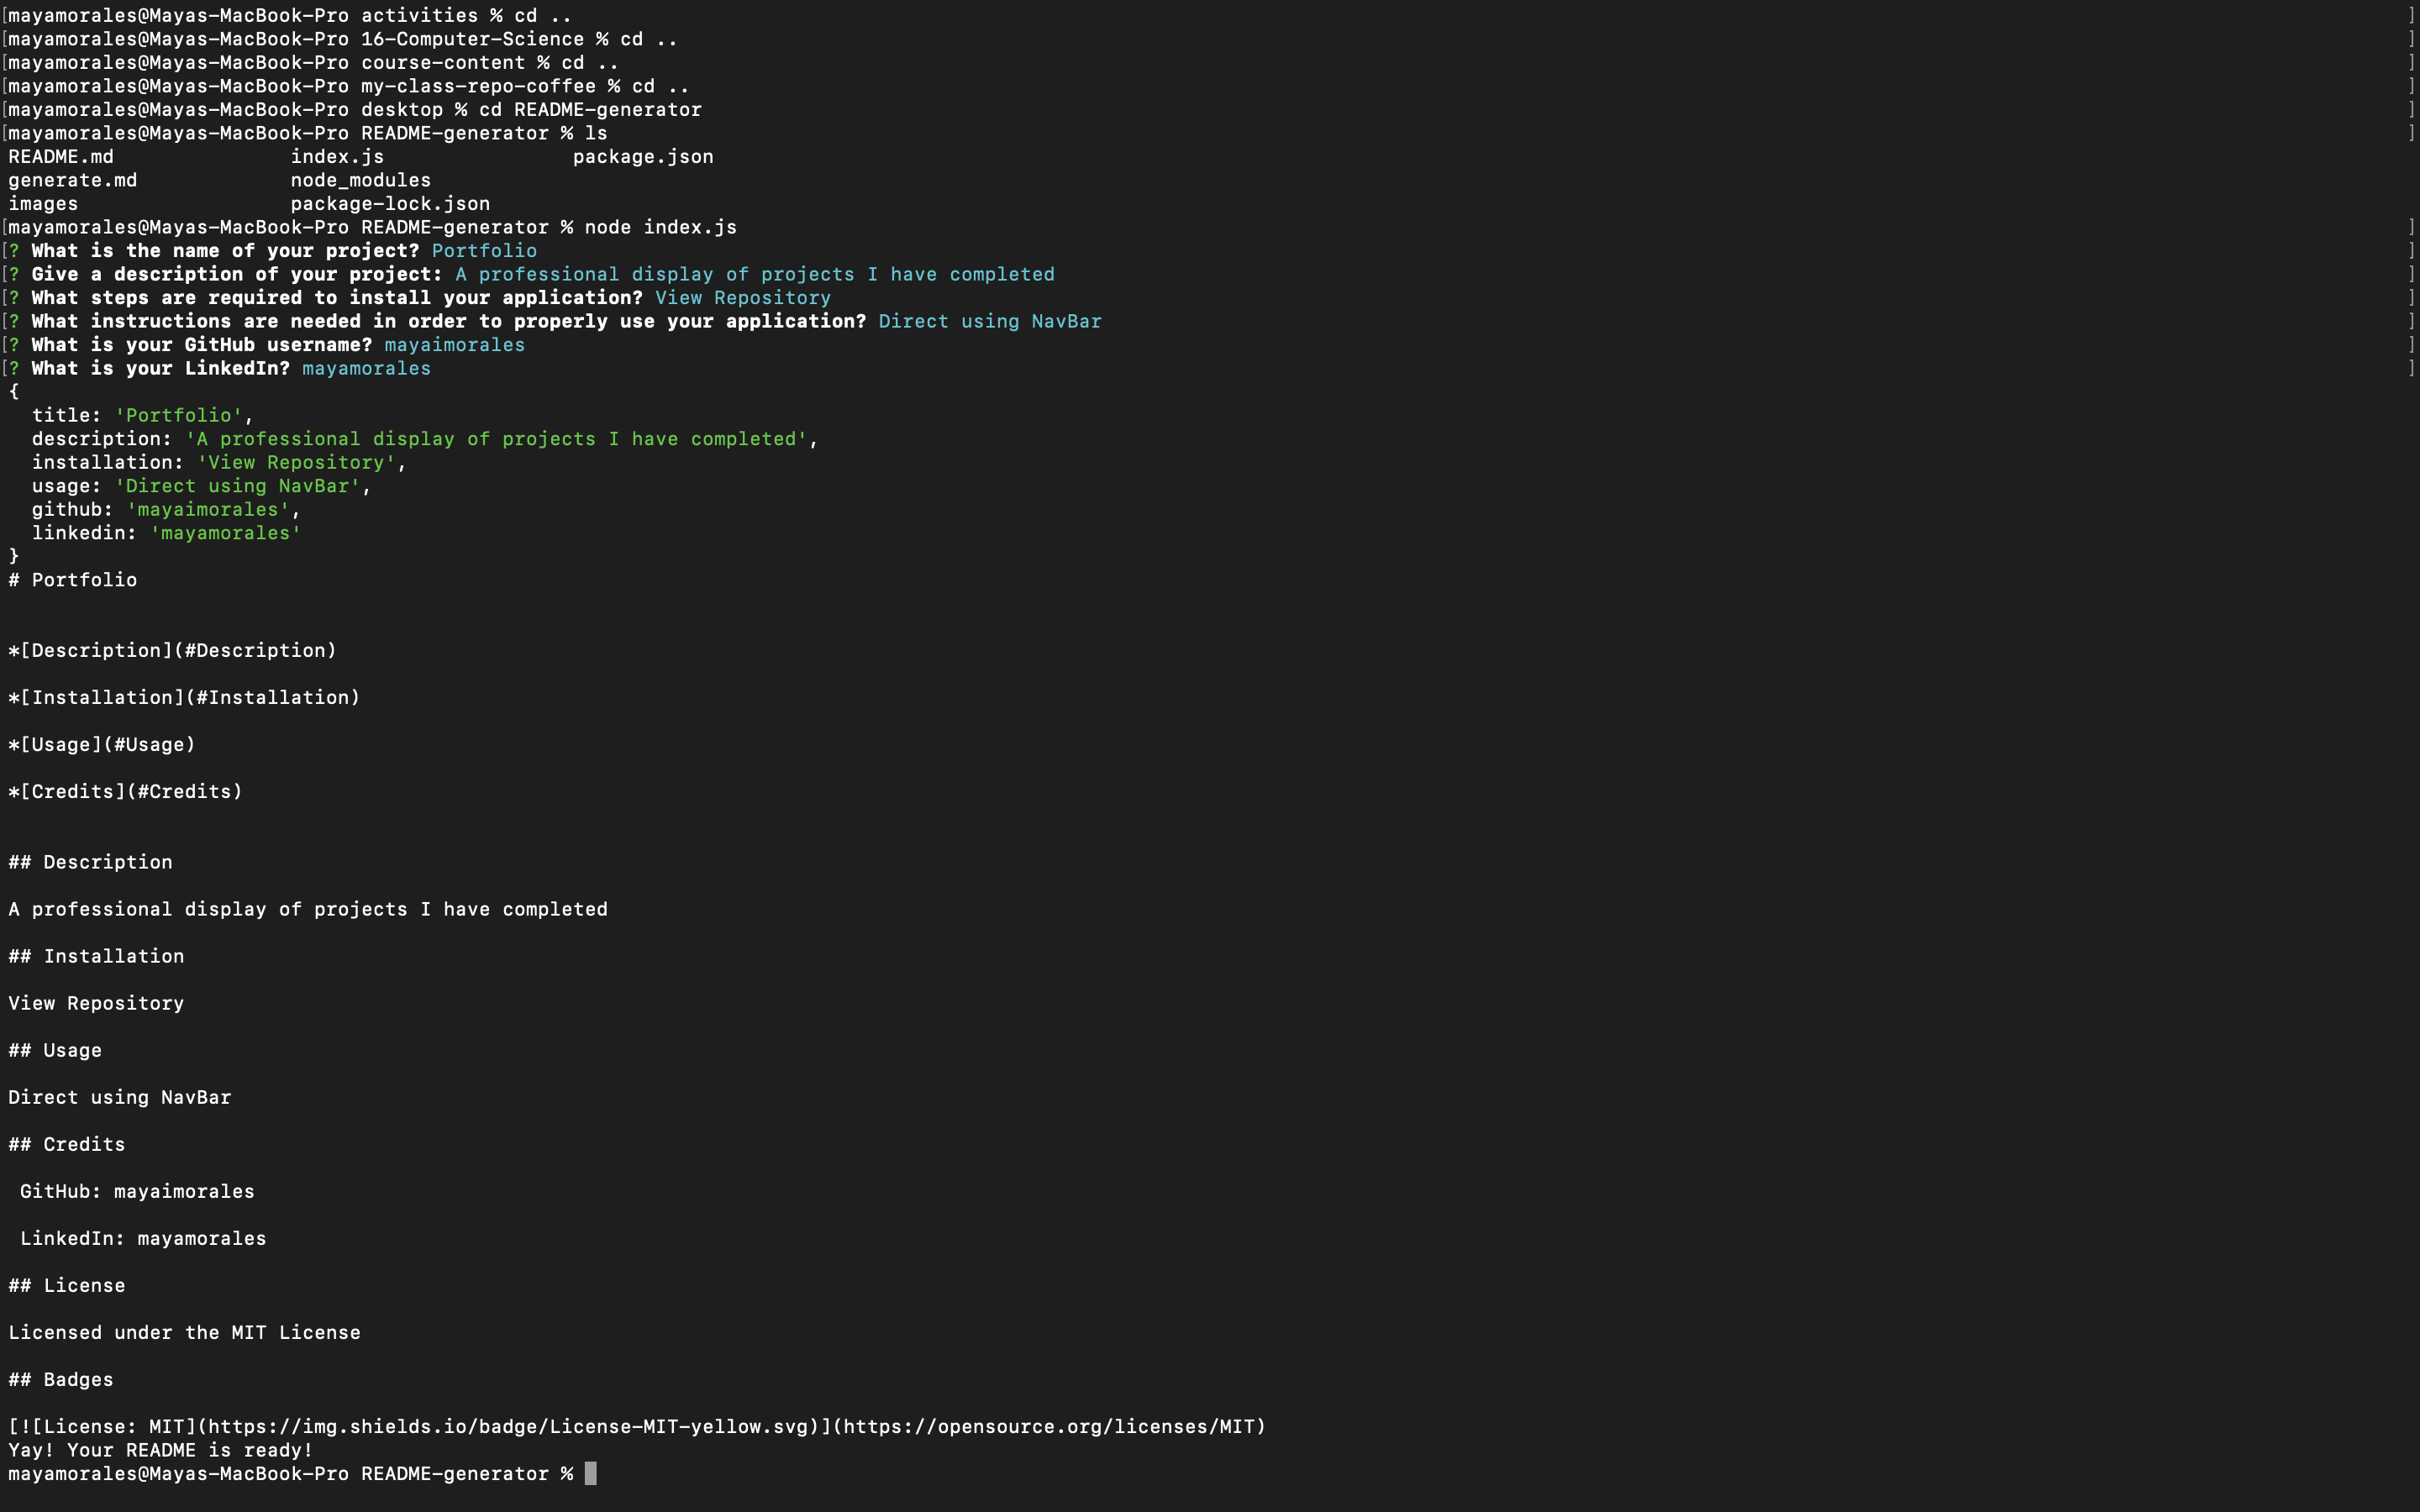 [mayamorales@Mayas-MacBook-Pro activities % cd .. ]
[mayamorales@Mayas-MacBook-Pro 16-Computer-Science % cd .. ]
[mayamorales@Mayas-MacBook-Pro course-content % cd .. ]
[mayamorales@Mayas-MacBook-Pro my-class-repo-coffee % cd .. ]
[mayamorales@Mayas-MacBook-Pro desktop % cd README-generator ]
[mayamorales@Mayas-MacBook-Pro README-generator % ls ]
README.md index.js package.json
generate.md node_modules
images package-lock.json
[mayamorales@Mayas-MacBook-Pro README-generator % node index.js ]
[? What is the name of your project? Portfolio ]
[? Give a description of your project: A professional display of projects I have completed ]
[? What steps are required to install your application? View Repository ]
[? What instructions are needed in order to properly use your application? Direct using NavBar ]
[? What is your GitHub username? mayaimorales ]
[? What is your LinkedIn? mayamorales ]
{
  title: 'Portfolio',
  description: 'A professional display of projects I have completed',
  installation: 'View Repository',
  usage: 'Direct using NavBar',
  github: 'mayaimorales',
  linkedin: 'mayamorales'
}
# Portfolio
*[Description](#Description)
*[Installation](#Installation)
*[Usage](#Usage)
*[Credits](#Credits)
## Description
A professional display of projects I have completed
## Installation
View Repository
## Usage
Direct using NavBar
## Credits
 GitHub: mayaimorales
 LinkedIn: mayamorales
## License
Licensed under the MIT License
## Badges
[![License: MIT](https://img.shields.io/badge/License-MIT-yellow.svg)](https://opensource.org/licenses/MIT)
Yay! Your README is ready!
mayamorales@Mayas-MacBook-Pro README-generator %